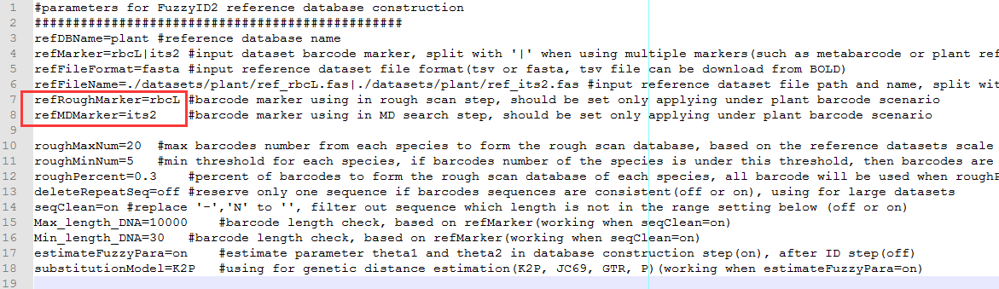 1 #parameters for FuzzyID2 reference database construction
2 ################################################
3 refDBName=plant #reference database name
4 refMarker=rbcL|its2 #input dataset barcode marker, split with '|' when using multiple markers(such as metabarcode or plant ref
5 refFileFormat=fasta #input reference dataset file format(tsv or fasta, tsv file can be download from BOLD)
6 refFileName=./datasets/plant/ref_rbcL.fas|./datasets/plant/ref_its2.fas #input reference dataset file path and name, split wit
7 refRoughMarker=rbcL #barcode marker using in rough scan step, should be set only applying under plant barcode scenario
8 refMDMarker=its2 #barcode marker using in MD search step, should be set only applying under plant barcode scenario
9
10 roughMaxNum=20 #max barcodes number from each species to form the rough scan database, based on the reference datasets scale
11 roughMinNum=5 #min threshold for each species, if barcodes number of the species is under this threshold, then barcodes are
12 roughPercent=0.3 #percent of barcodes to form the rough scan database of each species, all barcode will be used when roughP
13 deleteRepeatSeq=off #reserve only one sequence if barcodes sequences are consistent(off or on), using for large datasets
14 seqClean=on #replace '-','N' to '', filter out sequence which length is not in the range setting below (off or on)
15 Max_length_DNA=10000 #barcode length check, based on refMarker(working when seqClean=on)
16 Min_length_DNA=30 #barcode length check, based on refMarker(working when seqClean=on)
17 estimateFuzzyPara=on #estimate parameter theta1 and theta2 in database construction step(on), after ID step(off)
18 substitutionModel=K2P #using for genetic distance estimation(K2P, JC69, GTR, P)(working when estimateFuzzyPara=on)
19